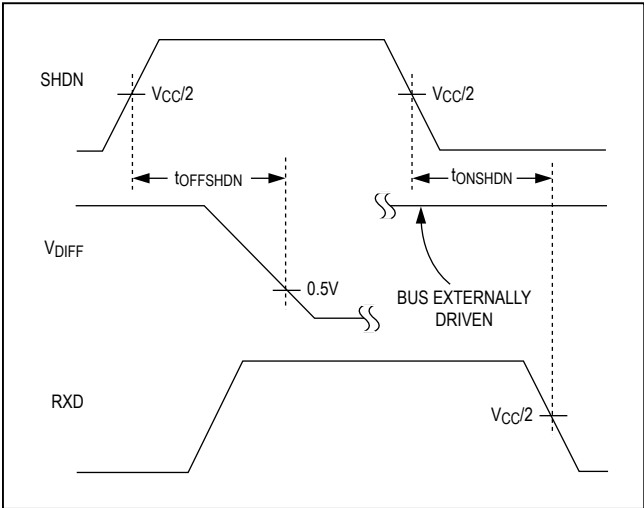 SHDN
VCC/2
VCC/2
tOFFSHDN
tONSHDN
VDIFF
0.5V
BUS EXTERNALLY
DRIVEN
RXD
VCC/2